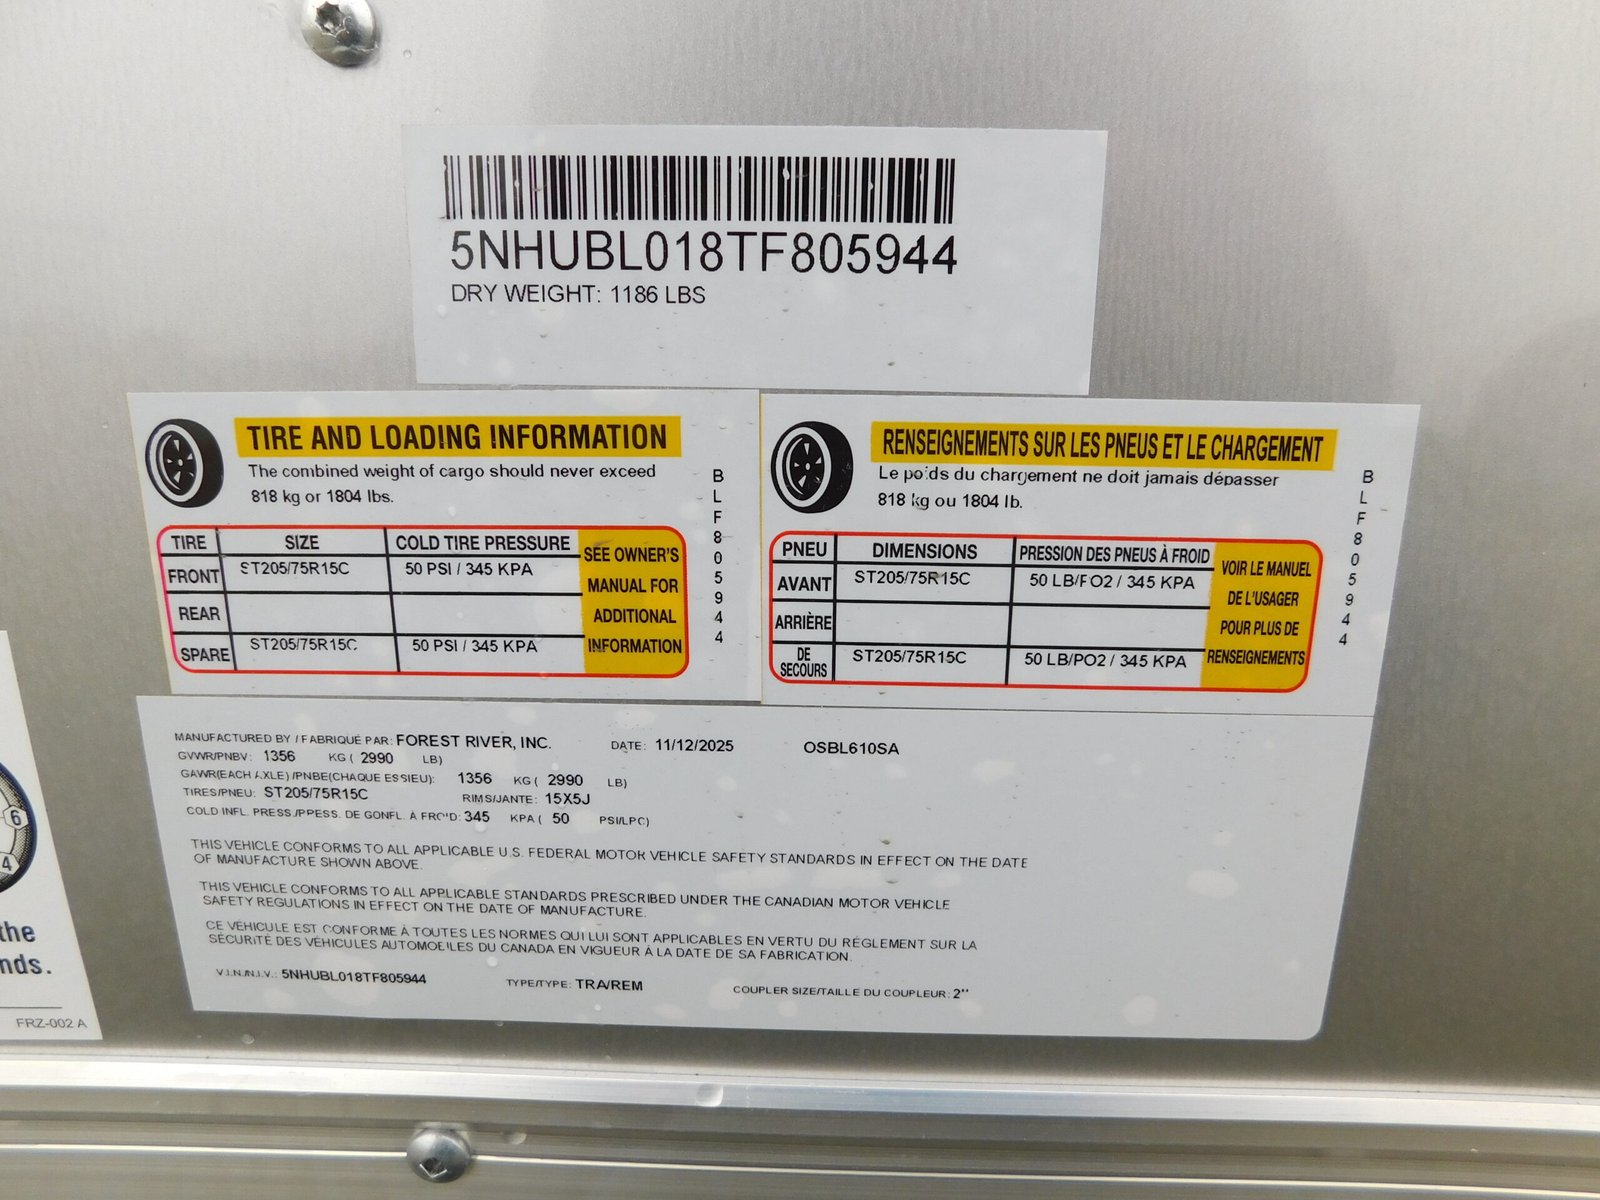 5NHUBL018TF805944
DRY WEIGHT: 1186 LBS
TIRE AND LOADING INFORMATION
The combined weight of cargo should never exceed
818 kg or 1804 lbs.
TIRE SIZE COLD TIRE PRESSURE
FRONT ST205/75R15C 50 PSI / 345 KPA
REAR
SPARE ST205/75R15C 50 PSI / 345 KPA
SEE OWNER'S
MANUAL FOR
ADDITIONAL
INFORMATION
BLF805944
RENSEIGNEMENTS SUR LES PNEUS ET LE CHARGEMENT
Le poids du chargement ne doit jamais dépasser
818 kg ou 1804 lb.
PNEU DIMENSIONS PRESSION DES PNEUS À FROID
AVANT ST205/75R15C 50 LB/PO2 / 345 KPA
ARRIÈRE
DE SECOURS ST205/75R15C 50 LB/PO2 / 345 KPA
VOIR LE MANUEL
DE L'USAGER
POUR PLUS DE
RENSEIGNEMENTS
BLF805944
MANUFACTURED BY / FABRIQUÉ PAR: FOREST RIVER, INC. DATE: 11/12/2025 OSBL610SA
GVWR/PNBV: 1356 KG ( 2990 LB)
GAWR(EACH AXLE) /PNBE(CHAQUE ESSIEU): 1356 KG ( 2990 LB)
TIRES/PNEU: ST205/75R15C RIMS/JANTE: 15X5J
COLD INFL. PRESS./PRESS. DE GONFL. À FROID: 345 KPA ( 50 PSI/LPC)
THIS VEHICLE CONFORMS TO ALL APPLICABLE U.S. FEDERAL MOTOR VEHICLE SAFETY STANDARDS IN EFFECT ON THE DATE
OF MANUFACTURE SHOWN ABOVE.
THIS VEHICLE CONFORMS TO ALL APPLICABLE STANDARDS PRESCRIBED UNDER THE CANADIAN MOTOR VEHICLE
SAFETY REGULATIONS IN EFFECT ON THE DATE OF MANUFACTURE.
CE VÉHICULE EST CONFORME À TOUTES LES NORMES QUI LUI SONT APPLICABLES EN VERTU DU RÉGLEMENT SUR LA
SÉCURITÉ DES VÉHICULES AUTOMOBILES DU CANADA EN VIGUEUR À LA DATE DE SA FABRICATION.
V.I.N./N.I.V.: 5NHUBL018TF805944 TYPE/TYPE: TRA/REM COUPLER SIZE/TAILLE DU COUPLEUR: 2''
6
4
the
nds.
FRZ-002 A